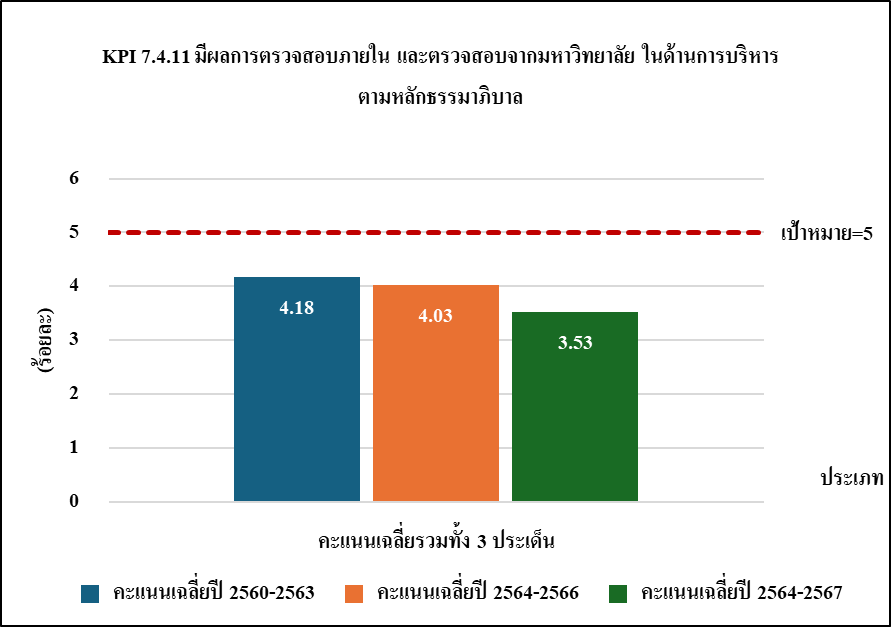 KPI 7.4.11 มีผลการตรวจสอบภายใน และตรวจสอบจากมหาวิทยาลัย ในด้านการบริหาร
ตามหลักธรรมาภิบาล
6
5
4
3
2
1
0
(ร้อยละ)
เป้าหมาย=5
4.18
4.03
3.53
ประเภท
คะแนนเฉลี่ยรวมทั้ง 3 ประเด็น
คะแนนเฉลี่ยปี 2560-2563
คะแนนเฉลี่ยปี 2564-2566
คะแนนเฉลี่ยปี 2564-2567